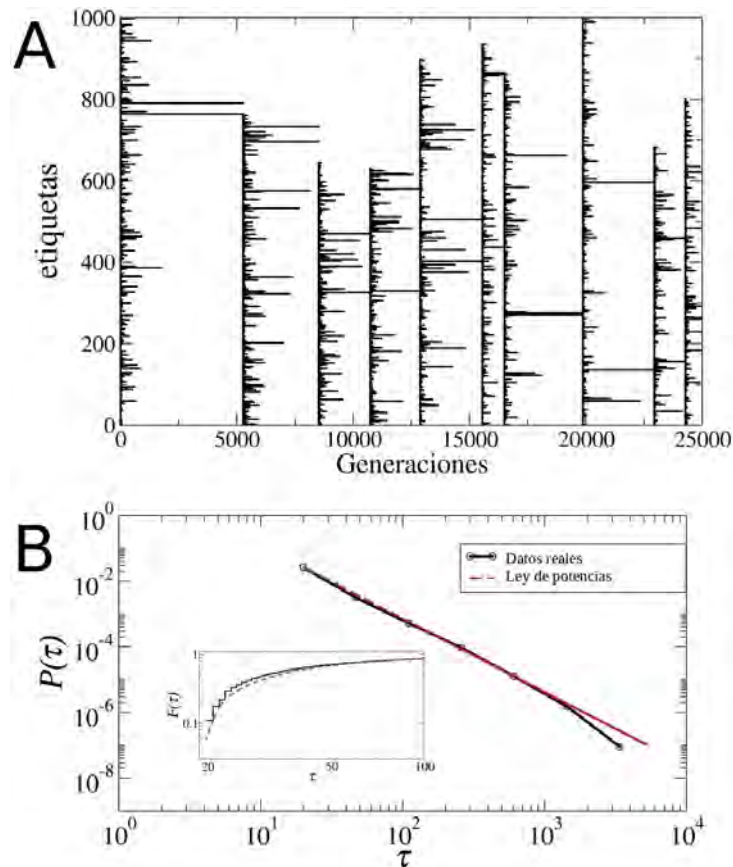 A
1000
800
600
400
200
0
etiquetas
0 5000 10000 15000 20000 25000
Generaciones
B
10^0
10^-2
10^-4
10^-6
10^-8
P(τ)
Datos reales
Ley de potencias
1
0.1
F(τ)
20 50 100
τ
10^0 10^1 10^2 10^3 10^4
τ